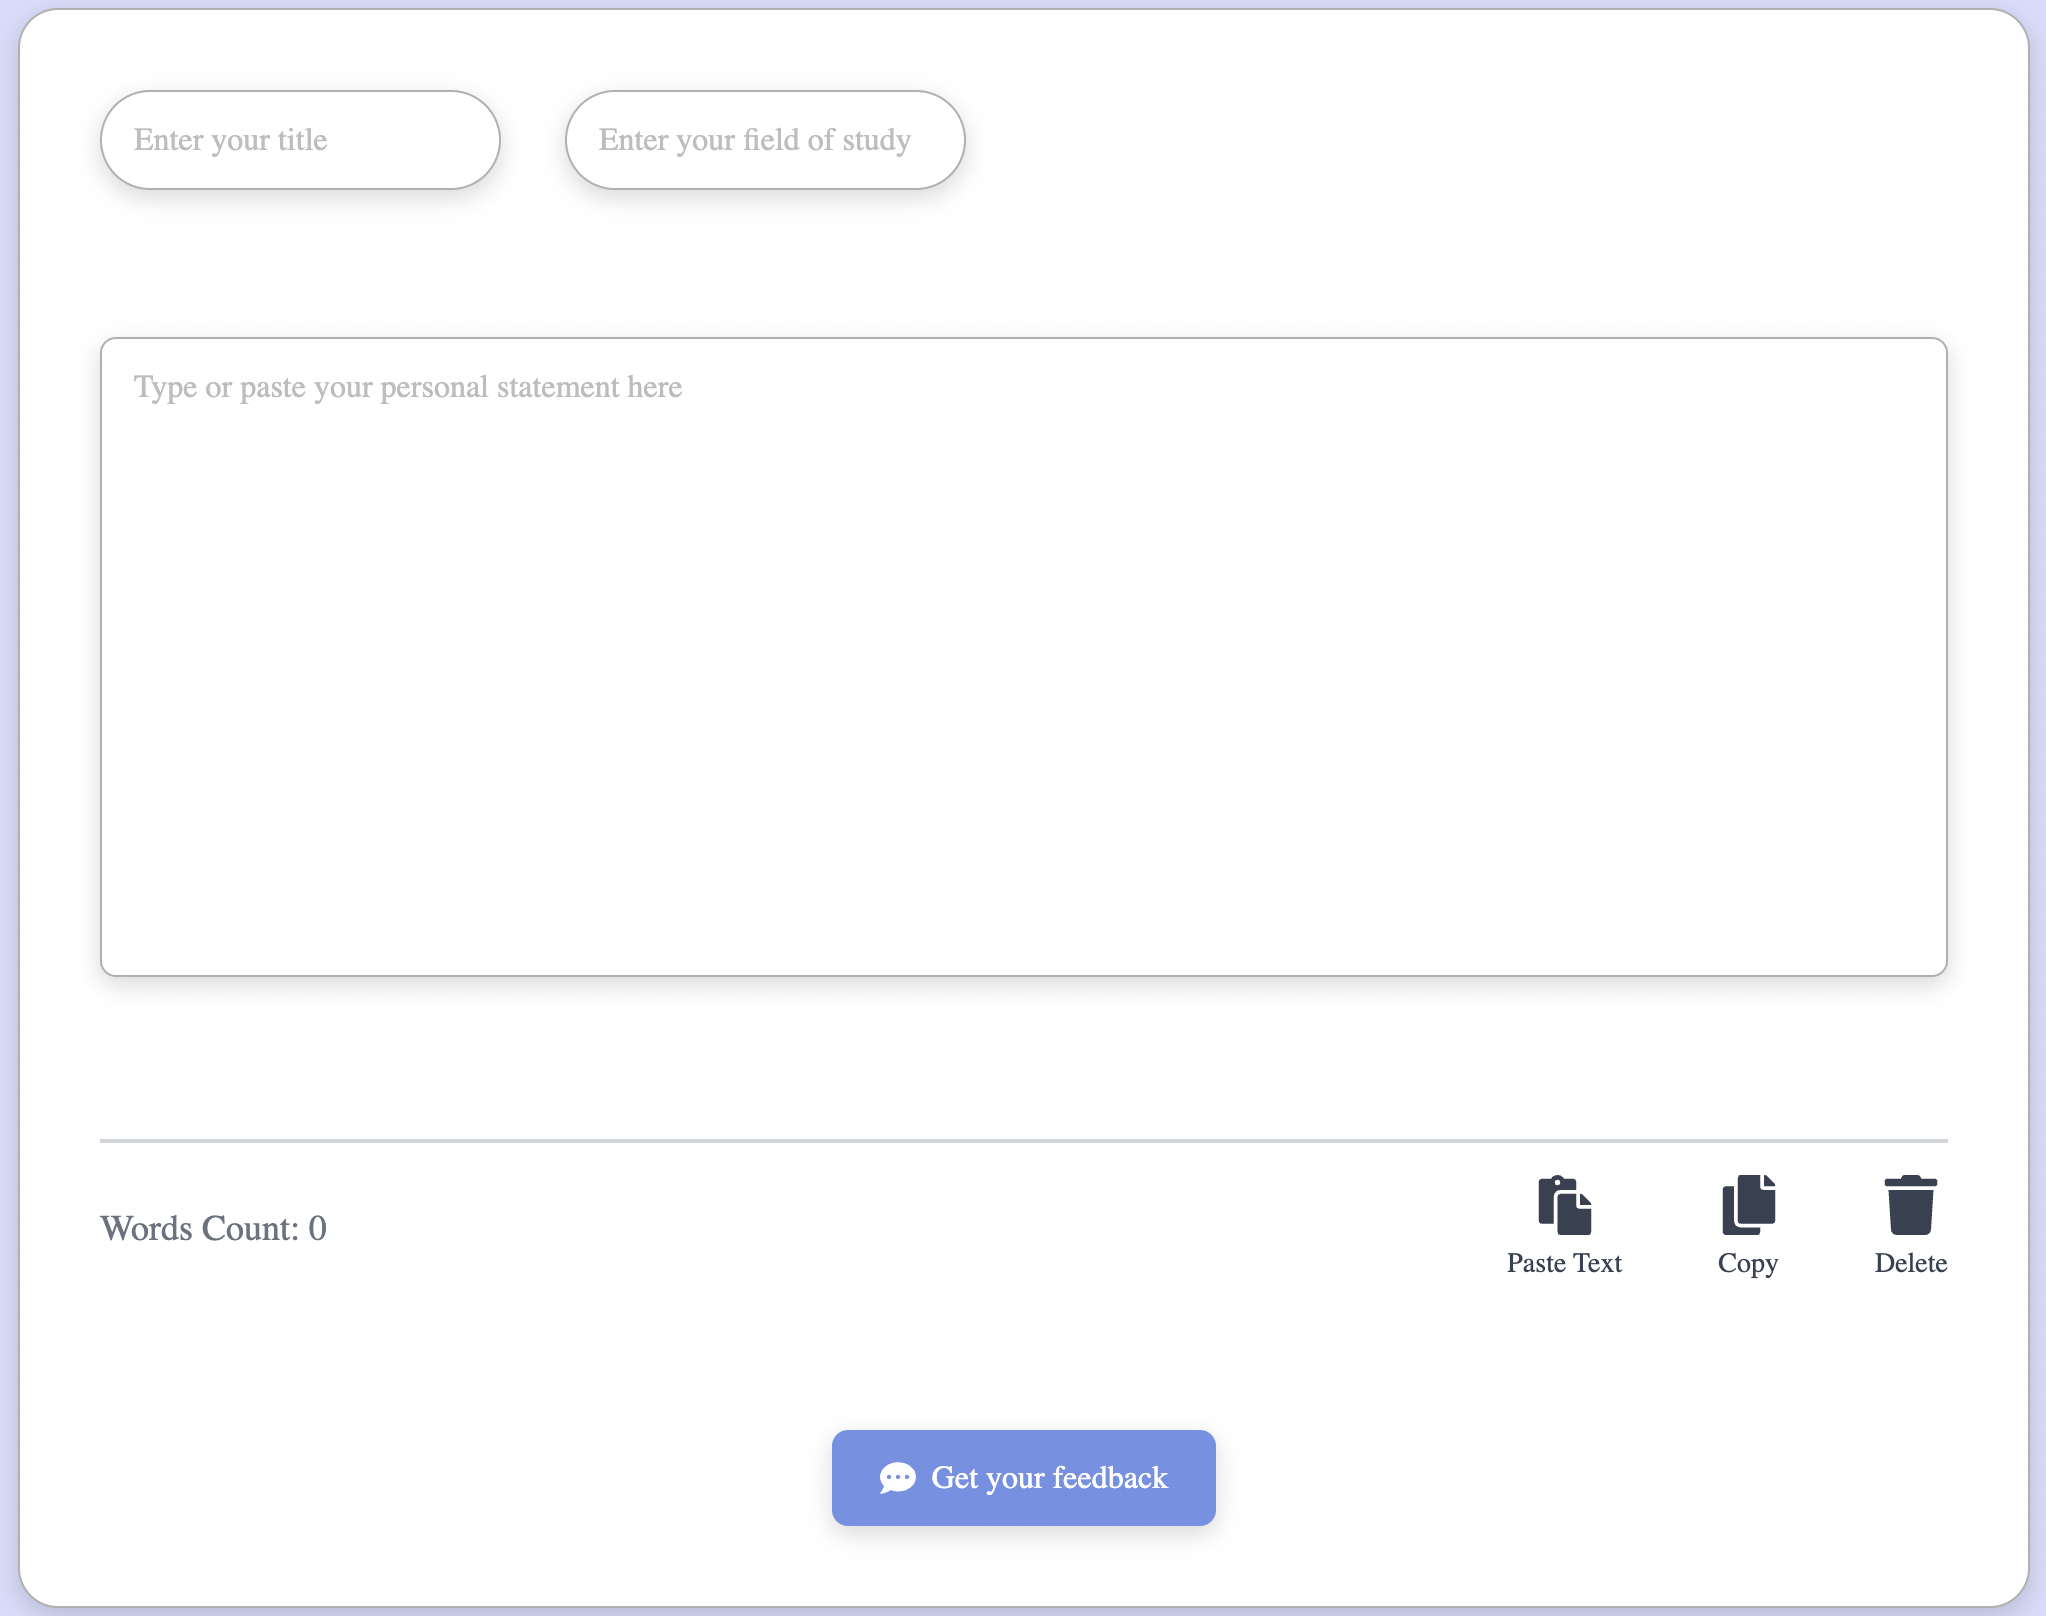 Enter your title
Enter your field of study
Type or paste your personal statement here
Words Count: 0
Paste Text
Copy
Delete
Get your feedback